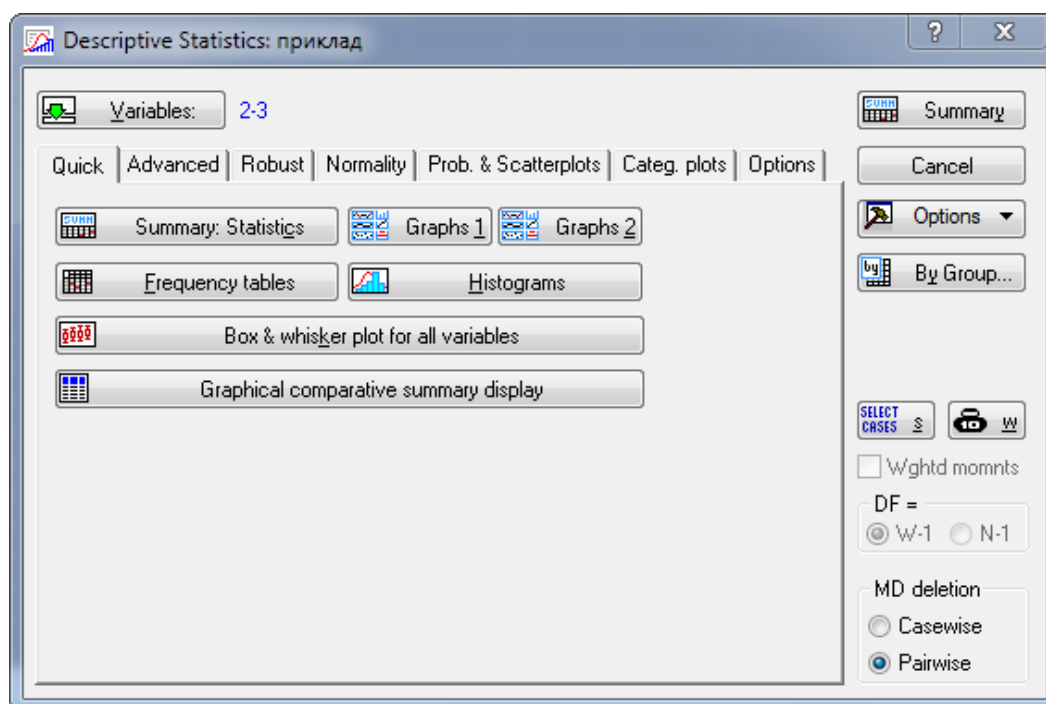 Descriptive Statistics: приклад
?
Variables: 2-3
Quick Advanced Robust Normality Prob. & Scatterplots Categ. plots Options
Summary: Statistics Graphs 1 Graphs 2
Frequency tables Histograms
Box & whisker plot for all variables
Graphical comparative summary display
Summary
Cancel
Options
By Group...
SELECT CASES S W
Wghtd momnts
DF =
W-1 N-1
MD deletion
Casewise
Pairwise